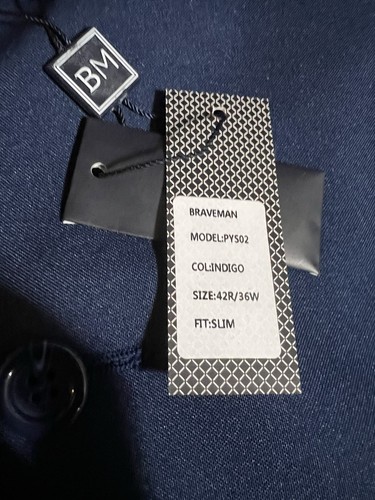 BM
BRAVEMAN
MODEL:PYS02
COL:INDIGO
SIZE:42R/36W
FIT:SLIM